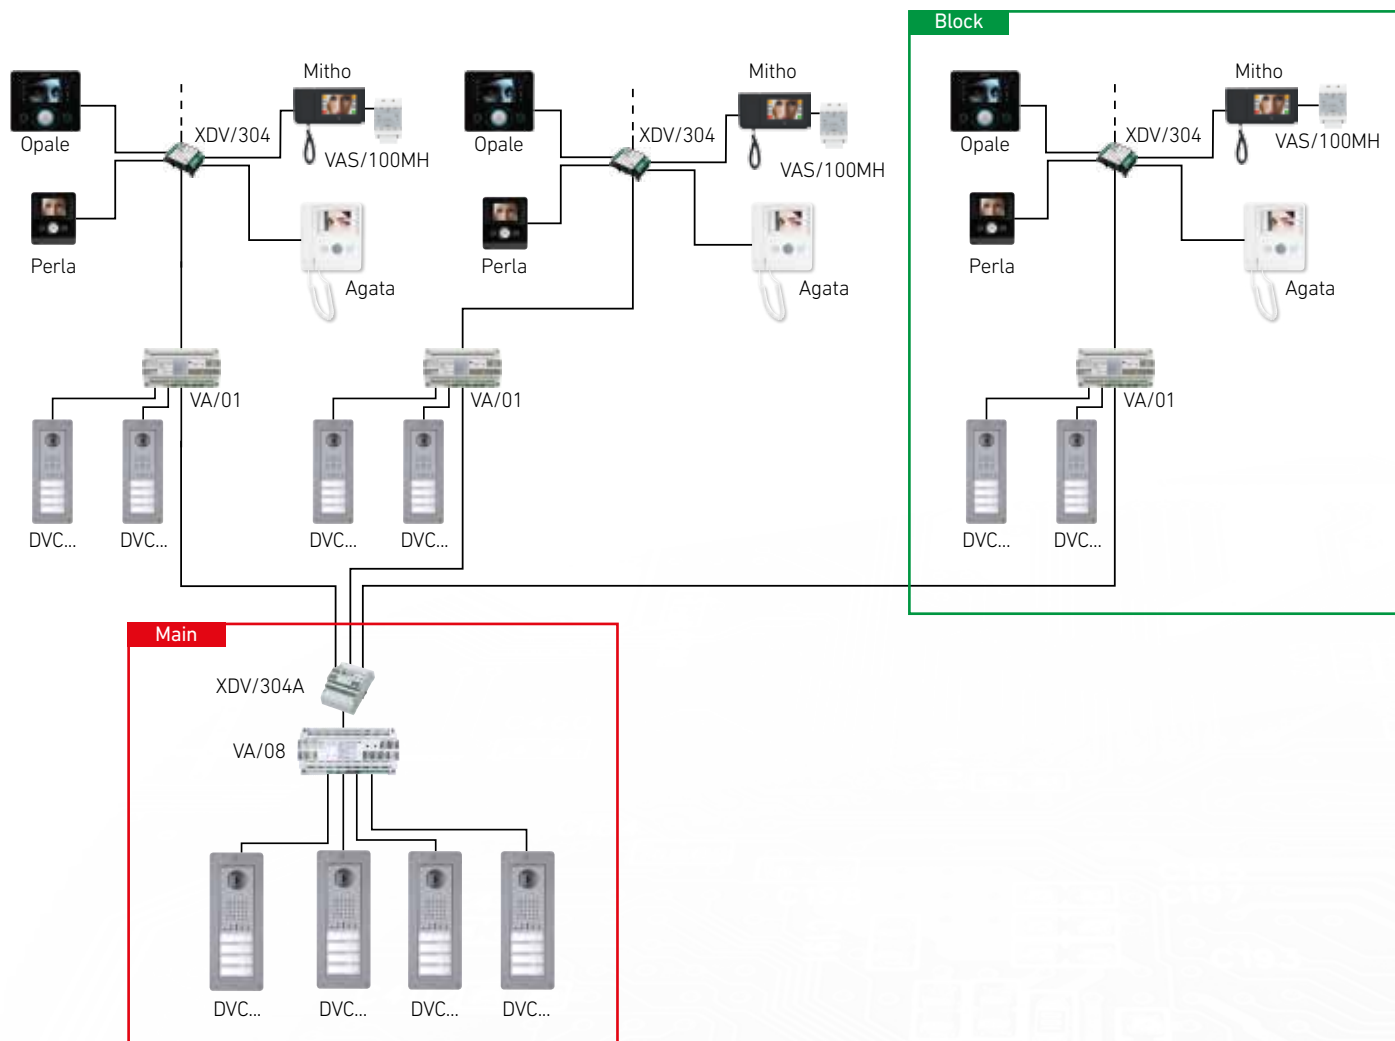 Block
Mitho
Mitho
Mitho
XDV/304
XDV/304
XDV/304
Opale
Opale
Opale
VAS/100MH
VAS/100MH
VAS/100MH
Perla
Perla
Perla
Agata
Agata
Agata
VA/01
VA/01
VA/01
DVC...
DVC...
DVC...
DVC...
DVC...
DVC...
Main
XDV/304A
VA/08
DVC...
DVC...
DVC...
DVC...